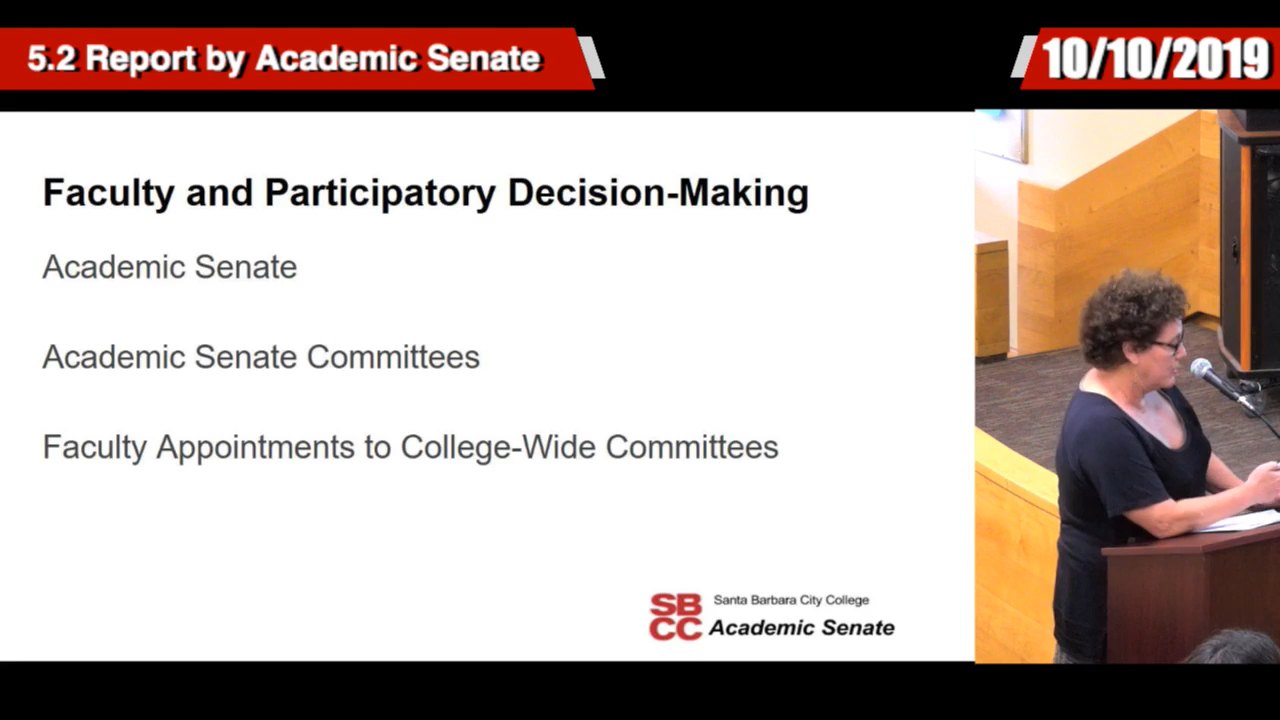 5.2 Report by Academic Senate
10/10/2019
Faculty and Participatory Decision-Making
Academic Senate
Academic Senate Committees
Faculty Appointments to College-Wide Committees
SB
CC
Santa Barbara City College
Academic Senate